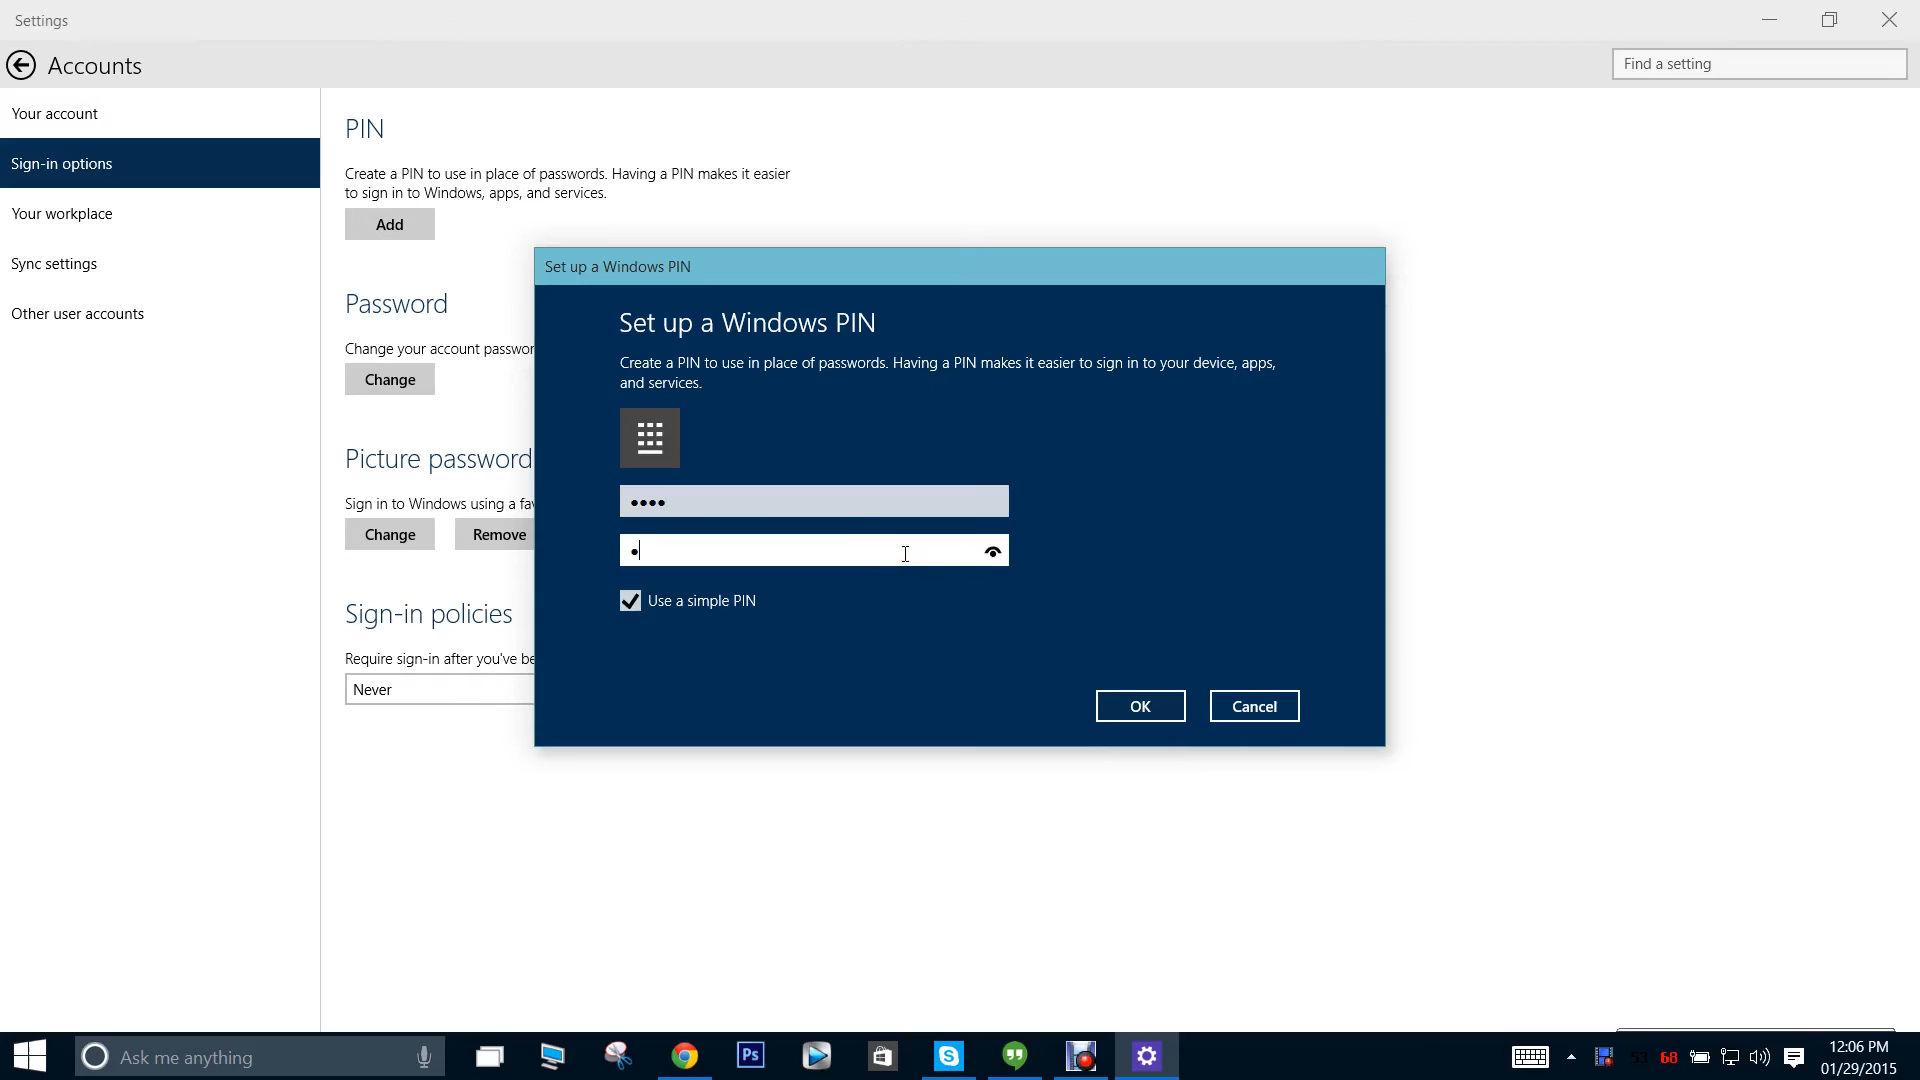 Settings
Accounts
Find a setting
Your account
Sign-in options
Your workplace
Sync settings
Other user accounts
PIN
Create a PIN to use in place of passwords. Having a PIN makes it easier
to sign in to Windows, apps, and services.
Add
Password
Change your account passwor
Change
Picture password
Sign in to Windows using a fav
Change
Remove
Sign-in policies
Require sign-in after you've be
Never
Set up a Windows PIN
Set up a Windows PIN
Create a PIN to use in place of passwords. Having a PIN makes it easier to sign in to your device, apps,
and services.
Use a simple PIN
OK
Cancel
Ask me anything
Ps
53
68
12:06 PM
01/29/2015